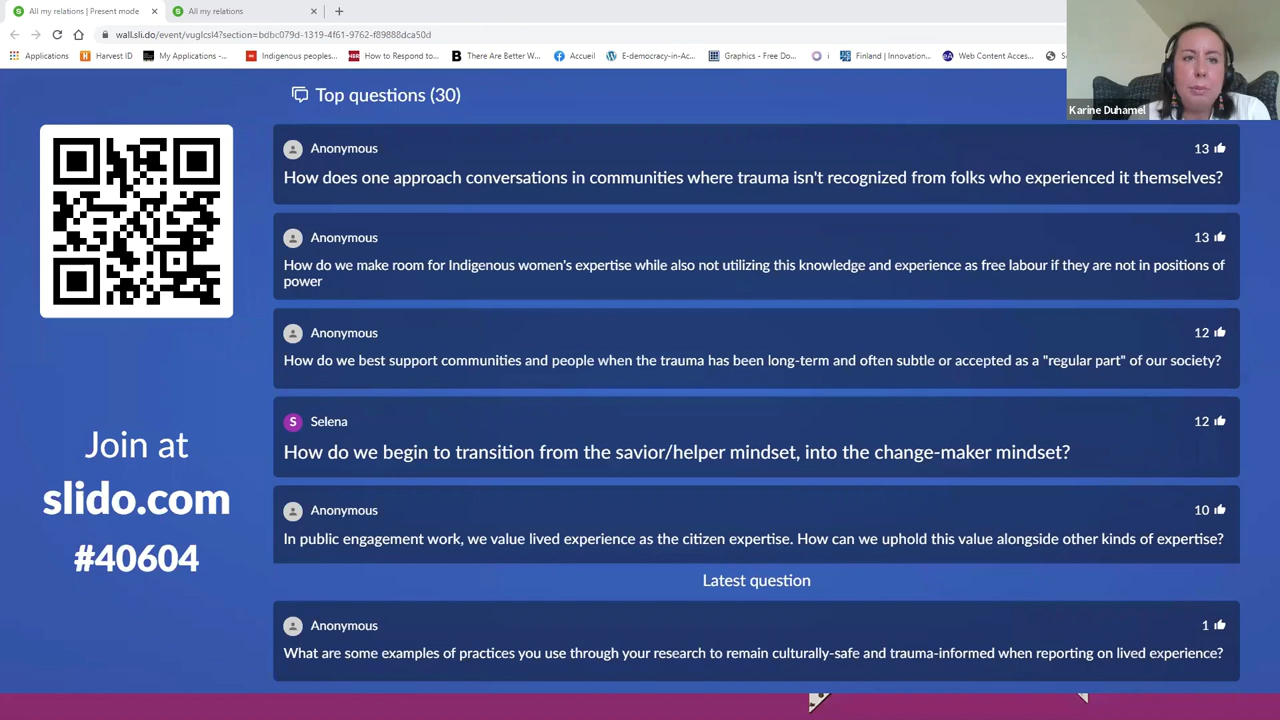 All my relations | Present mode
All my relations
wall.sli.do/event/vuglcsl4?section=bdbc079d-1319-4f61-9762-f89888dca50d
Applications
Harvest ID
My Applications -...
Indigenous peoples...
How to Respond to...
There Are Better W...
Accueil
E-democracy-in-Ac...
Graphics - Free Do...
i
Finland | Innovation...
Web Content Acces...
Karine Duhamel
Top questions (30)
Anonymous
13
How does one approach conversations in communities where trauma isn't recognized from folks who experienced it themselves?
Anonymous
13
How do we make room for Indigenous women's expertise while also not utilizing this knowledge and experience as free labour if they are not in positions of
power
Anonymous
12
How do we best support communities and people when the trauma has been long-term and often subtle or accepted as a "regular part" of our society?
S
Selena
12
How do we begin to transition from the savior/helper mindset, into the change-maker mindset?
Anonymous
10
In public engagement work, we value lived experience as the citizen expertise. How can we uphold this value alongside other kinds of expertise?
Latest question
Anonymous
1
What are some examples of practices you use through your research to remain culturally-safe and trauma-informed when reporting on lived experience?
Join at
slido.com
#40604